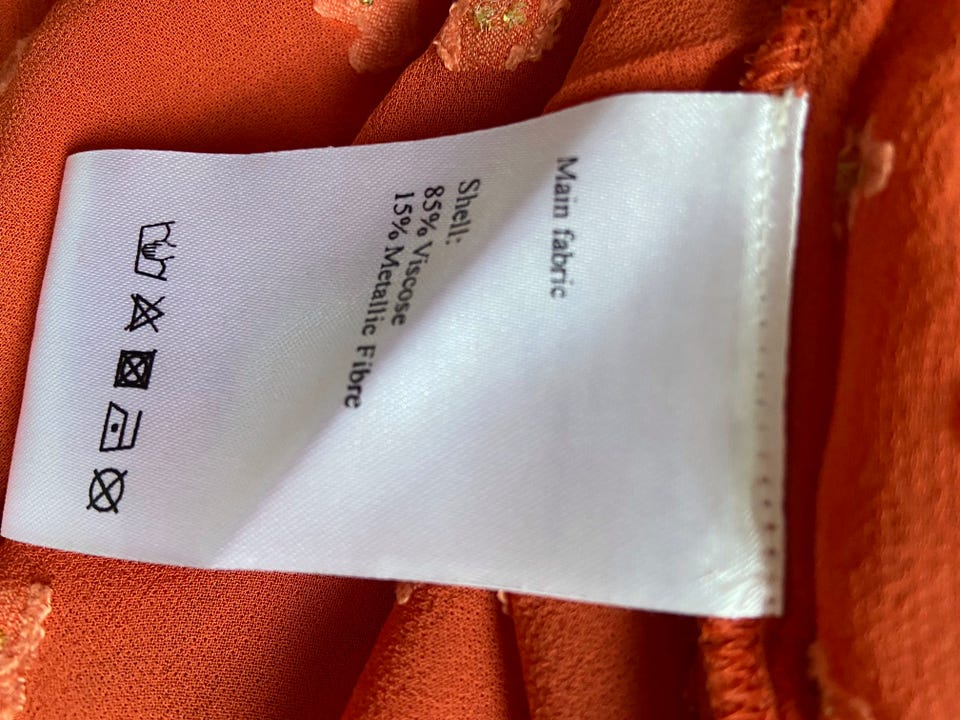 Main fabric
Shell:
85% Viscose
15% Metallic Fibre